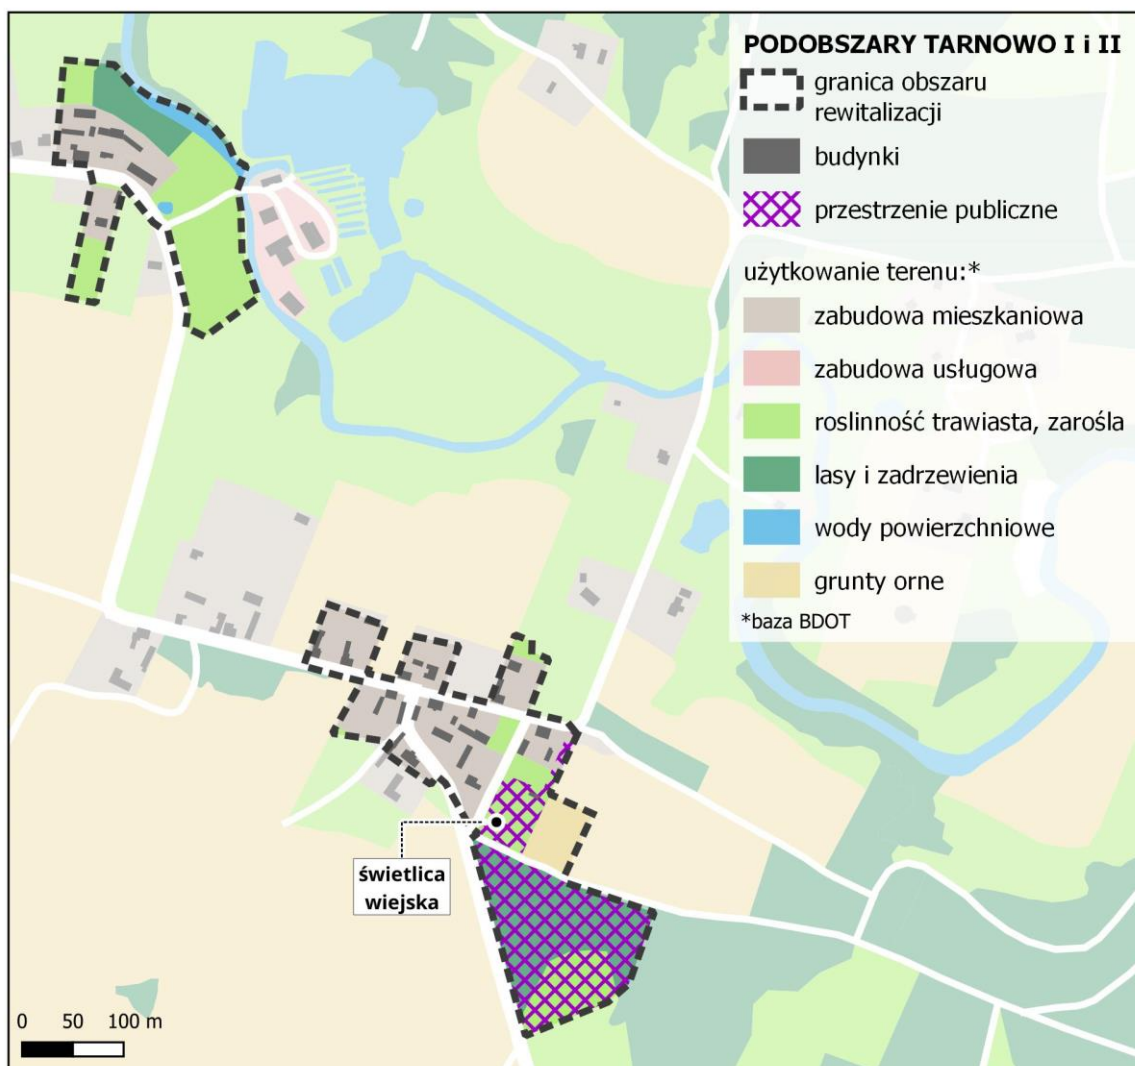 PODOBSZARY TARNOWO I i II
granica obszaru
rewitalizacji
budynki
przestrzenie publiczne
użytkowanie terenu:*
zabudowa mieszkaniowa
zabudowa usługowa
roslinność trawiasta, zarośla
lasy i zadrzewienia
wody powierzchniowe
grunty orne
*baza BDOT
świetlica
wiejska
0 50 100 m